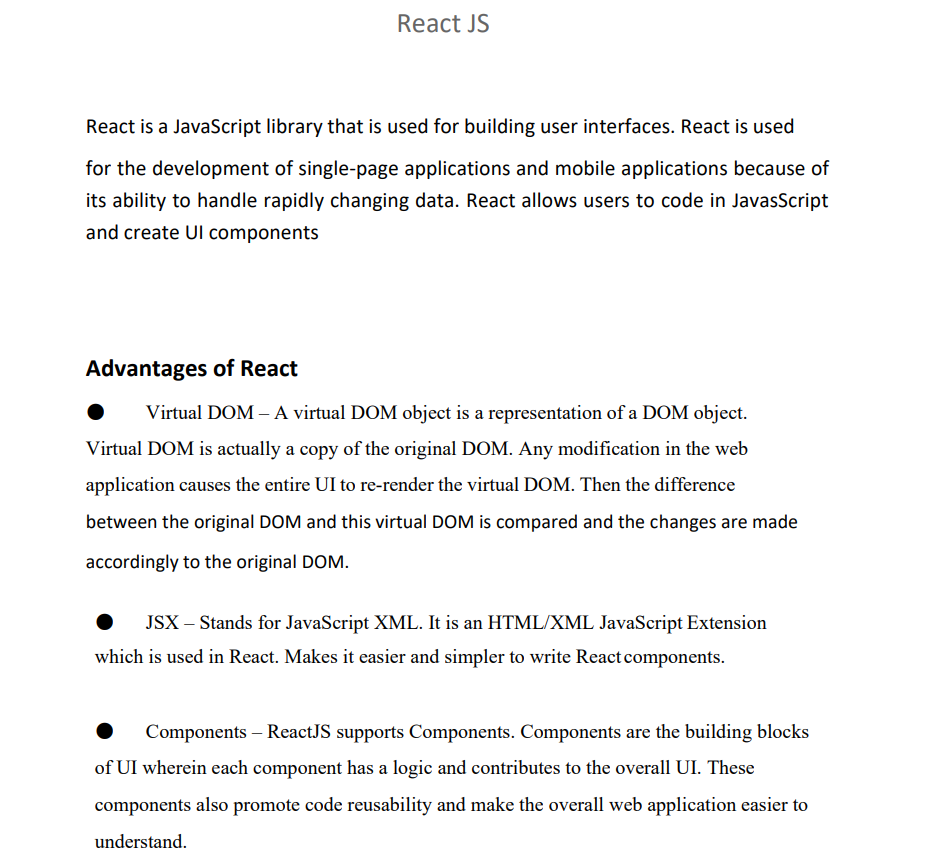 React JS
React is a JavaScript library that is used for building user interfaces. React is used
for the development of single-page applications and mobile applications because of
its ability to handle rapidly changing data. React allows users to code in JavasScript
and create UI components
Advantages of React
● Virtual DOM – A virtual DOM object is a representation of a DOM object.
Virtual DOM is actually a copy of the original DOM. Any modification in the web
application causes the entire UI to re-render the virtual DOM. Then the difference
between the original DOM and this virtual DOM is compared and the changes are made
accordingly to the original DOM.
● JSX – Stands for JavaScript XML. It is an HTML/XML JavaScript Extension
which is used in React. Makes it easier and simpler to write React components.
● Components – ReactJS supports Components. Components are the building blocks
of UI wherein each component has a logic and contributes to the overall UI. These
components also promote code reusability and make the overall web application easier to
understand.